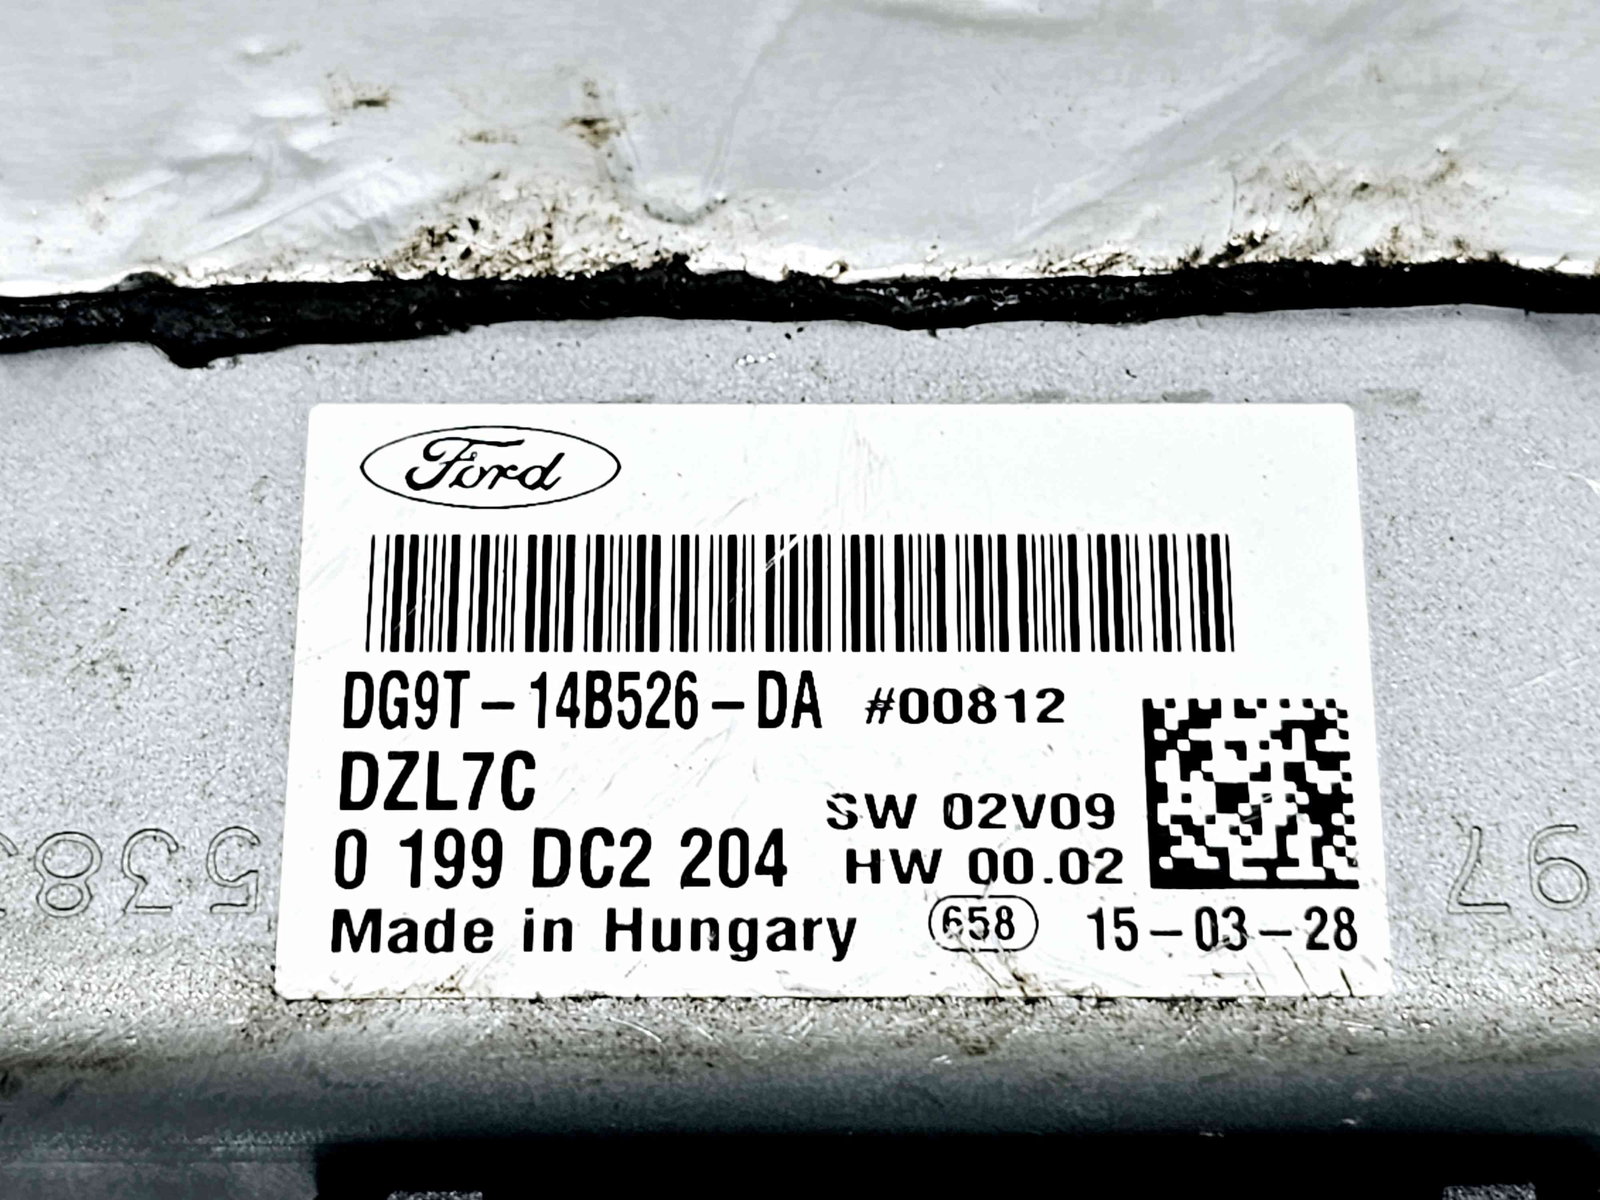 Ford
DG9T-14B526-DA #00812
DZL7C
SW 02V09
0 199 DC2 204
HW 00.02
Made in Hungary 658 15-03-28